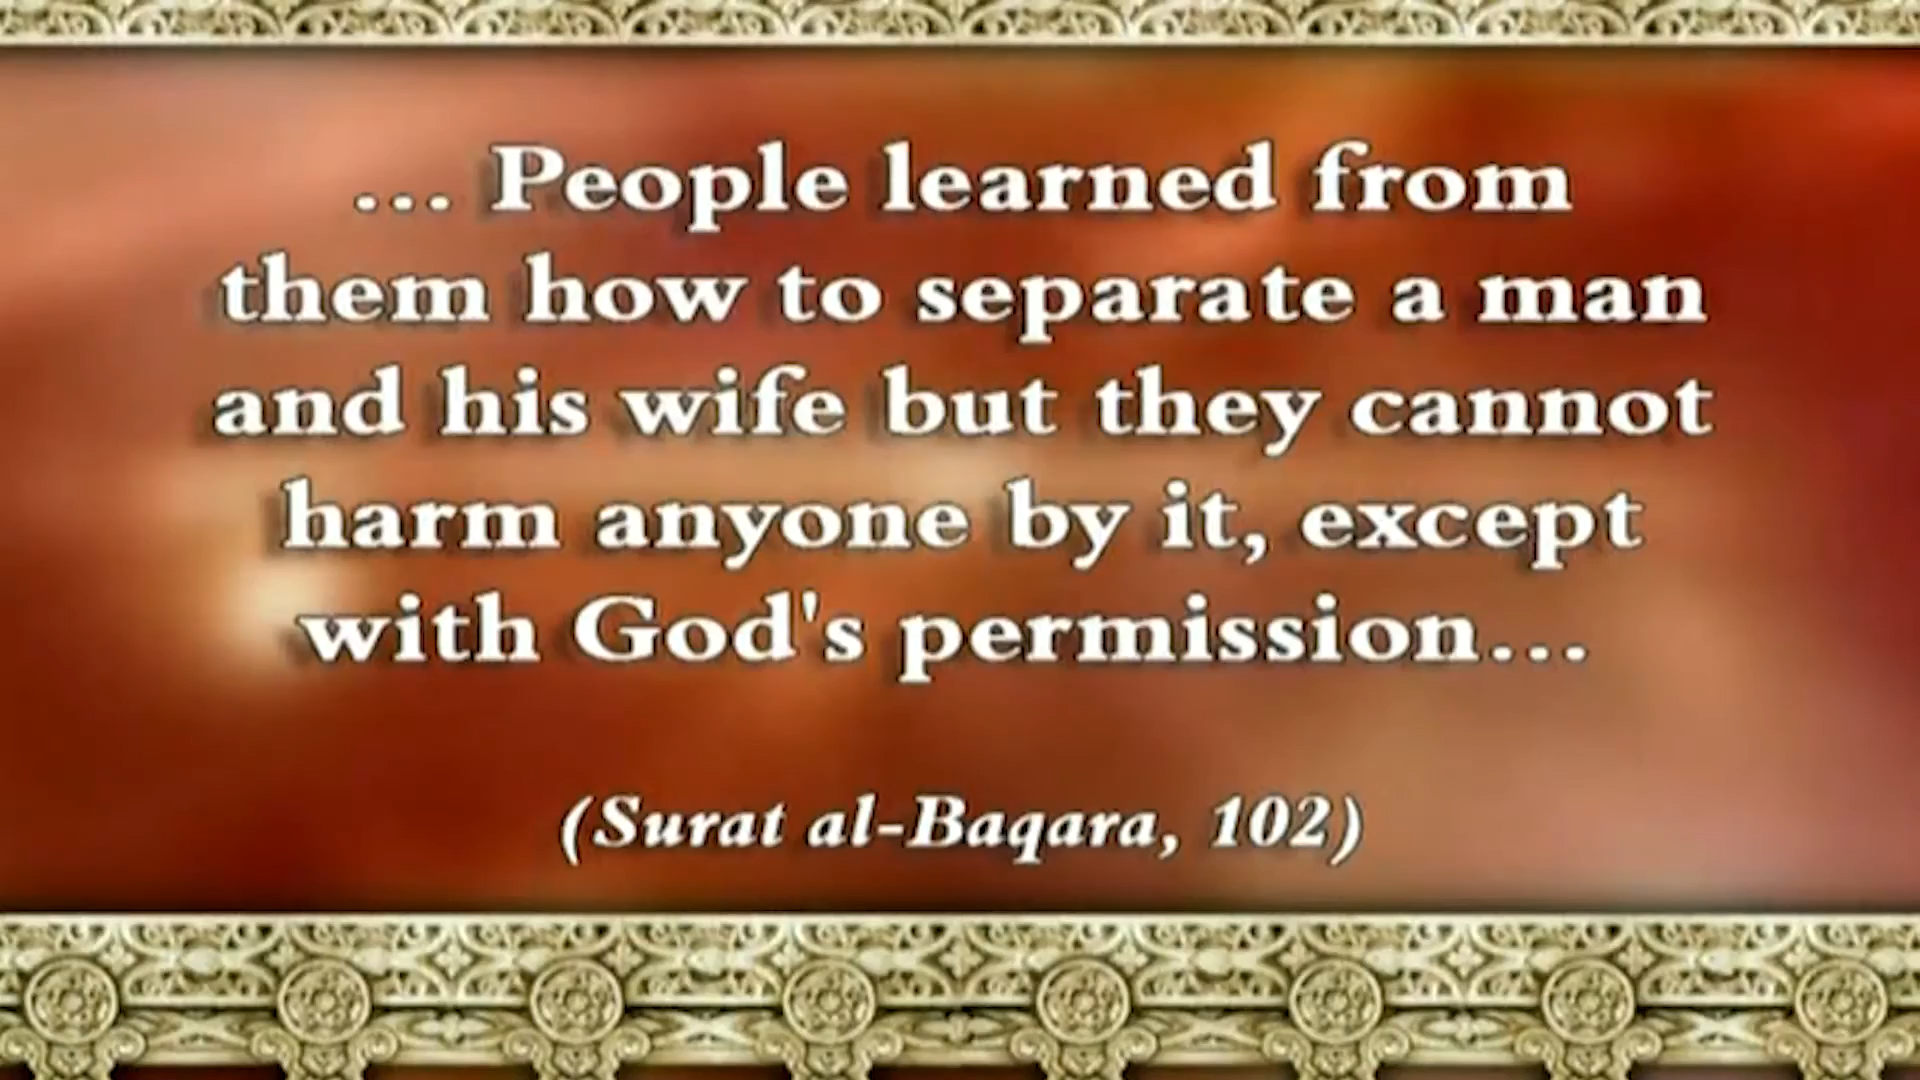 ... People learned from
them how to separate a man
and his wife but they cannot
harm anyone by it, except
with God's permission...
(Surat al-Baqara, 102)